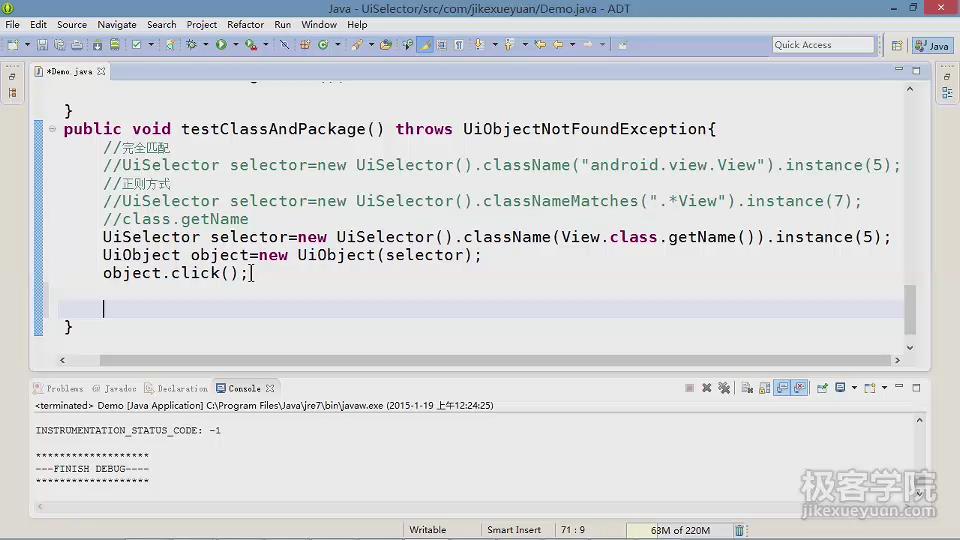 Java - UiSelector/src/com/jikexueyuan/Demo.java - ADT
File Edit Source Navigate Search Project Refactor Run Window Help
Quick Access
Java
*Demo.java
}
public void testClassAndPackage() throws UiObjectNotFoundException{
//完全匹配
//UiSelector selector=new UiSelector().className("android.view.View").instance(5);
//正则方式
//UiSelector selector=new UiSelector().classNameMatches(".*View").instance(7);
//class.getName
UiSelector selector=new UiSelector().className(View.class.getName()).instance(5);
UiObject object=new UiObject(selector);
object.click();
}
Problems @ Javadoc Declaration Console
<terminated> Demo [Java Application] C:\Program Files\Java\jre7\bin\javaw.exe (2015-1-19 上午12:24:25)
INSTRUMENTATION_STATUS_CODE: -1
*******************
---FINISH DEBUG----
*******************
极客学院
jikexueyuan.com
Writable Smart Insert 71 : 9 63M of 220M